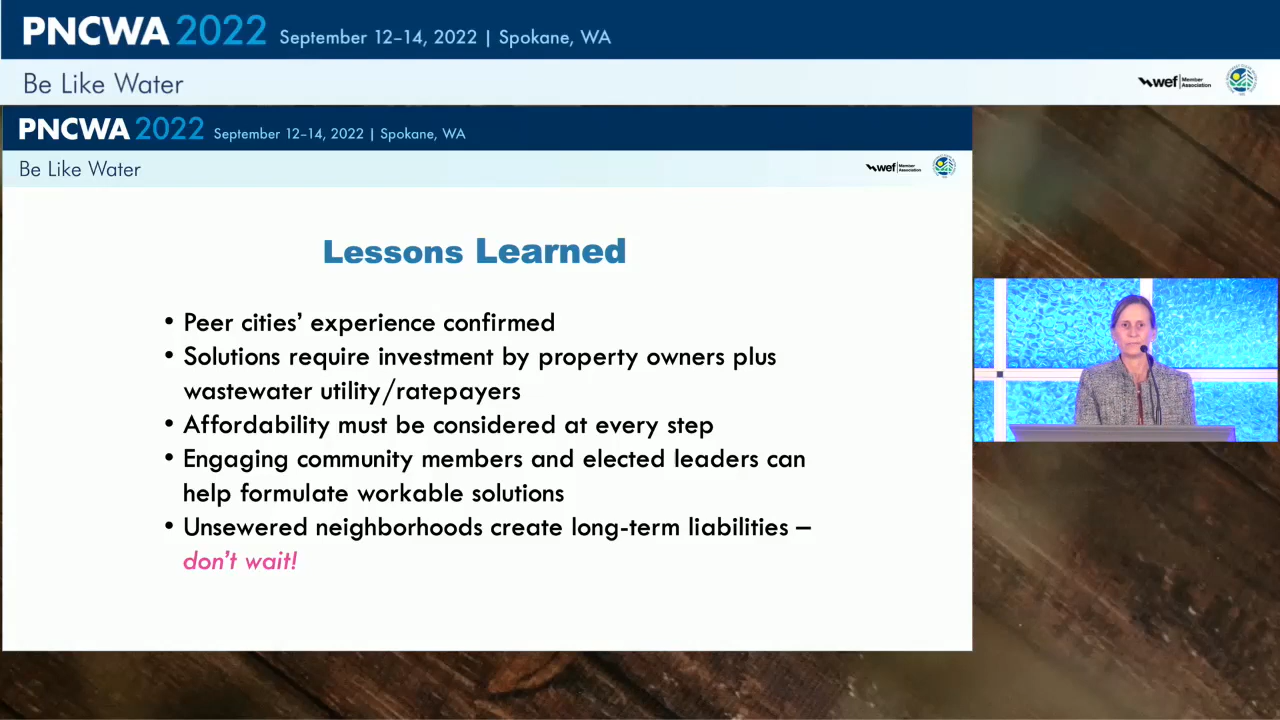 PNCWA 2022 September 12–14, 2022 | Spokane, WA
Be Like Water
wef Member Association
PNCWA 2022 September 12–14, 2022 | Spokane, WA
Be Like Water
wef Member Association
Lessons Learned
• Peer cities’ experience confirmed
• Solutions require investment by property owners plus
wastewater utility/ratepayers
• Affordability must be considered at every step
• Engaging community members and elected leaders can
help formulate workable solutions
• Unsewered neighborhoods create long-term liabilities –
don’t wait!